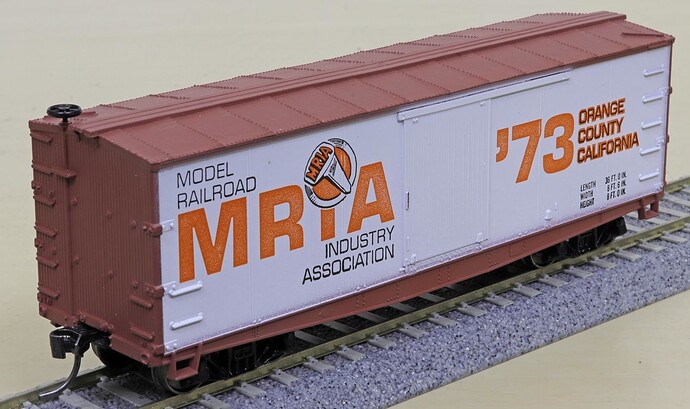 MODEL
RAILROAD
MRIA
MRIA
INDUSTRY
ASSOCIATION
'73
ORANGE
COUNTY
CALIFORNIA
LENGTH 36 FT. 0 IN.
WIDTH 8 FT. 6 IN.
HEIGHT 8 FT. 0 IN.